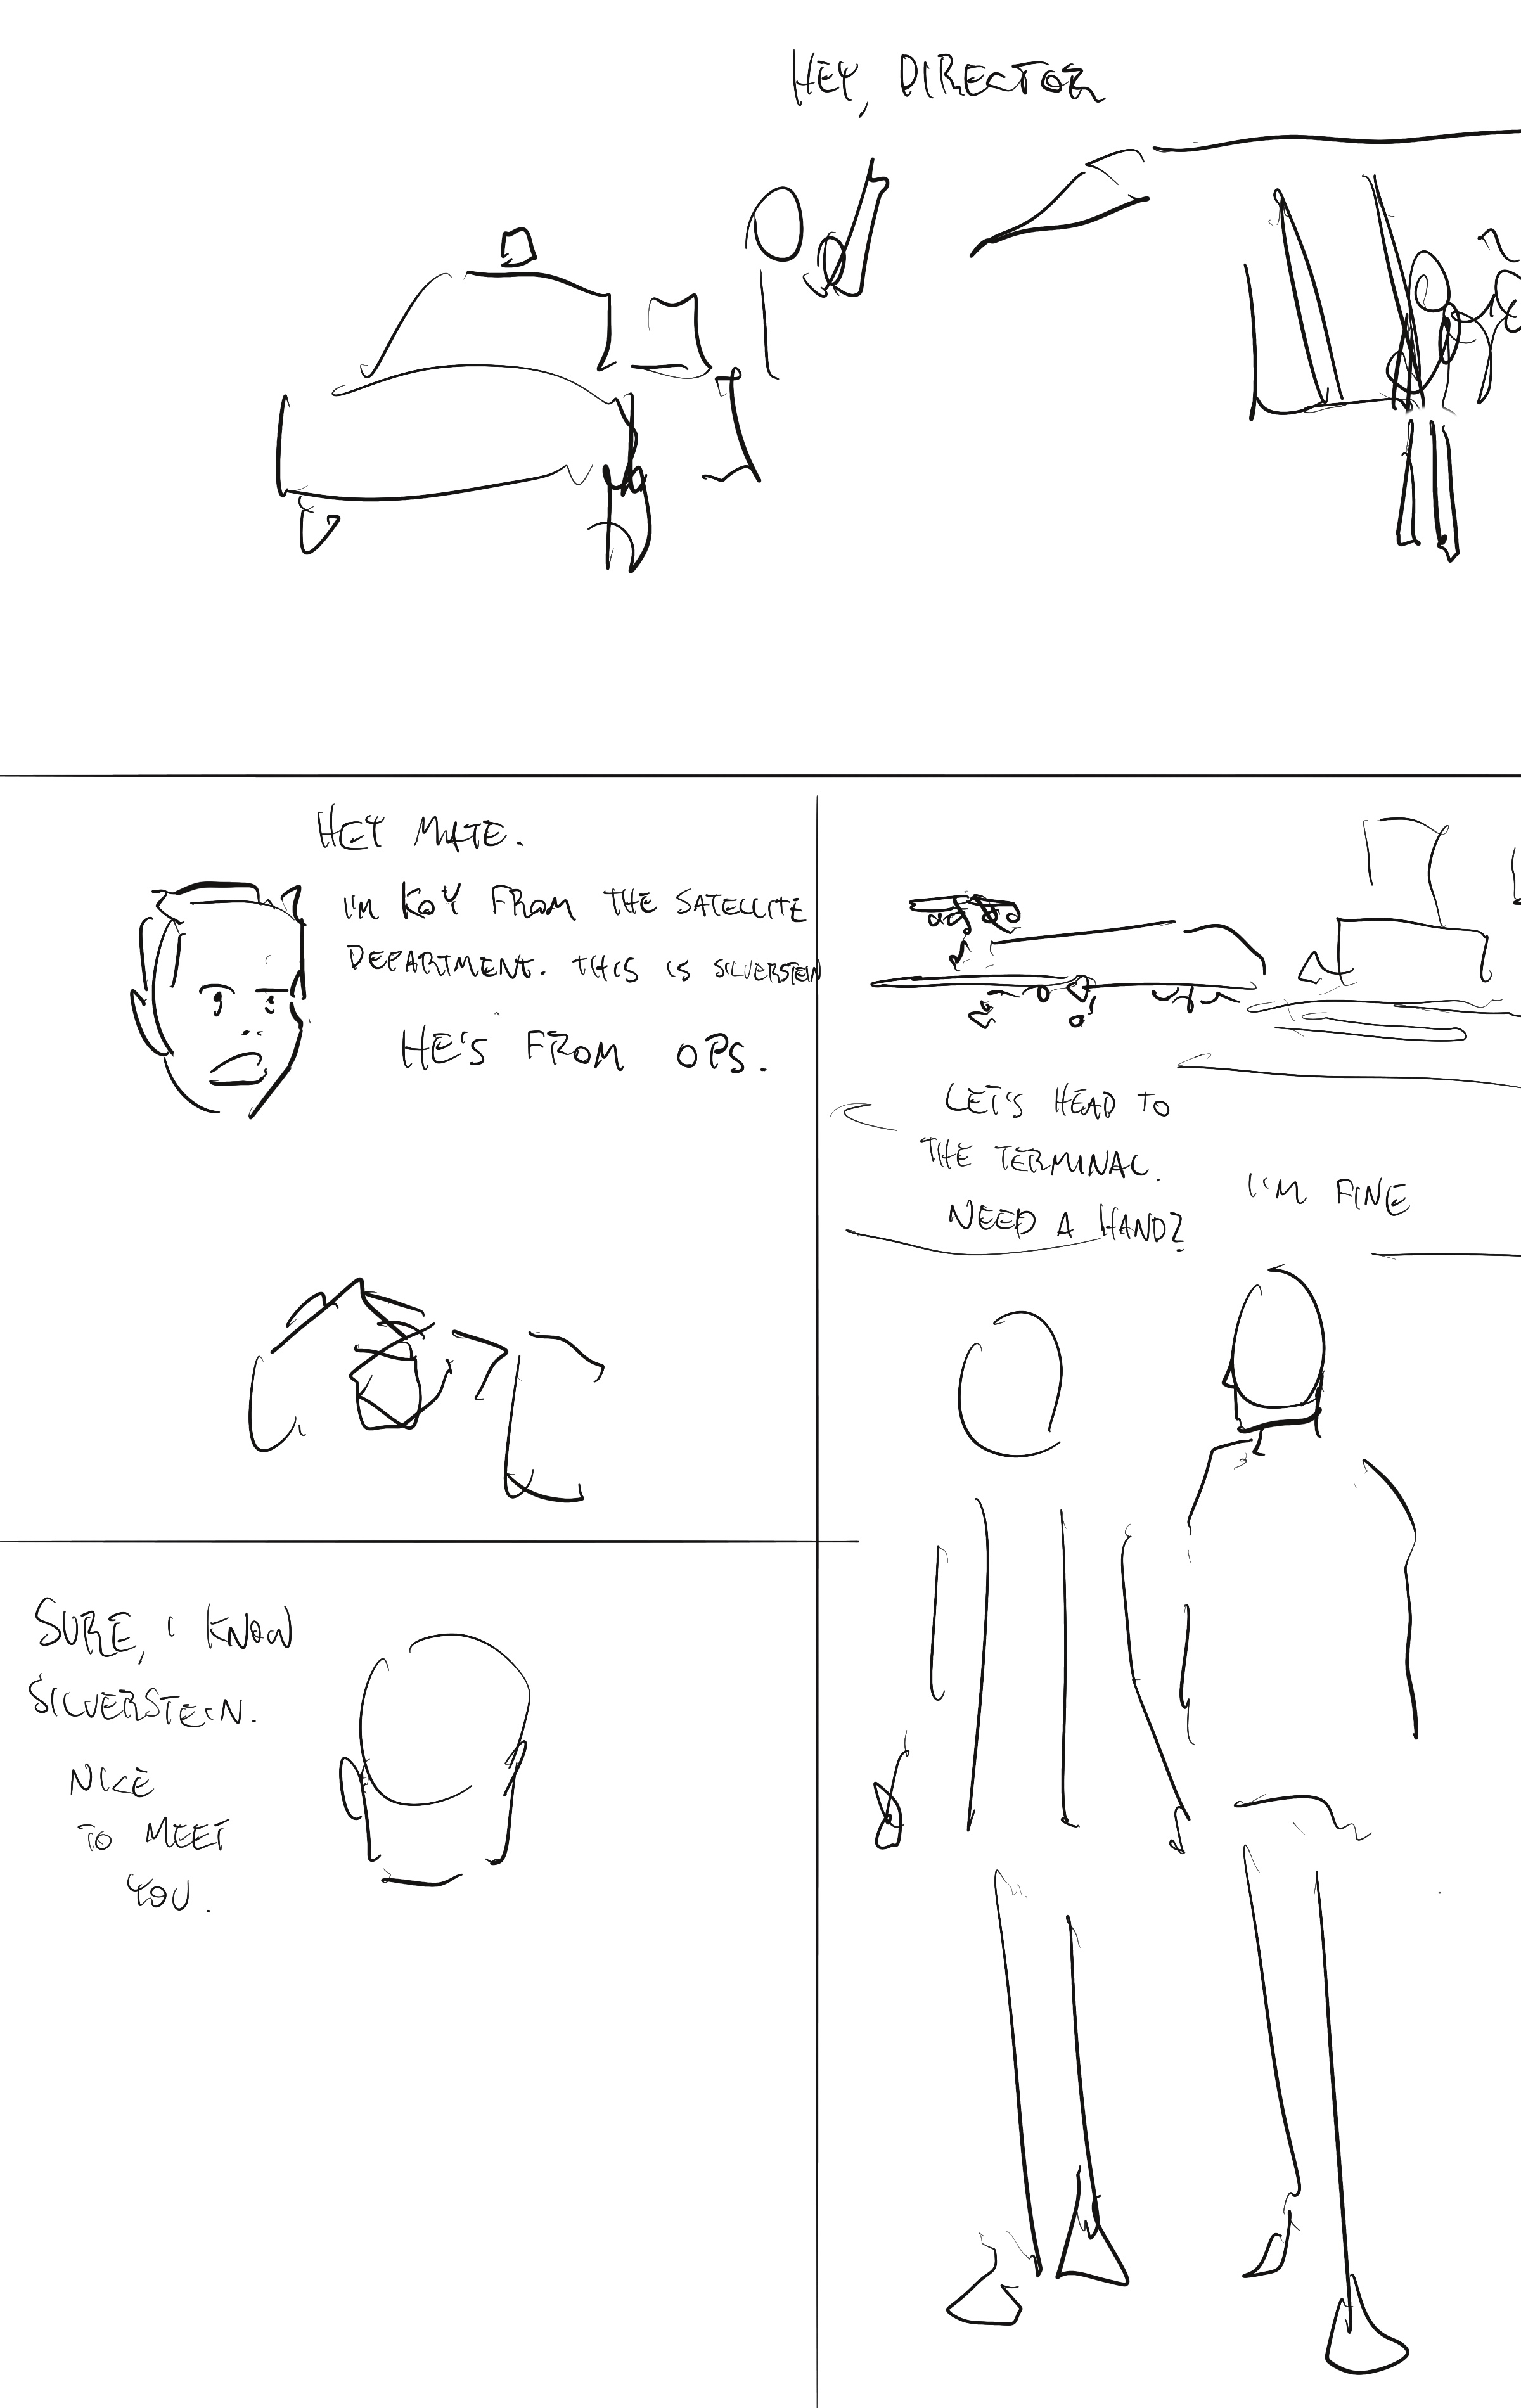 HEY, DIRECTOR
HEY MATE.
I'M KOY FROM THE SATELLITE
DEPARTMENT. THIS IS SILVERSTEIN
HE'S FROM OPS.
SURE, I KNOW
SILVERSTEIN.
NICE
TO MEET
YOU.
LET'S HEAD TO
THE TERMINAL.
NEED A HAND?
I'M FINE